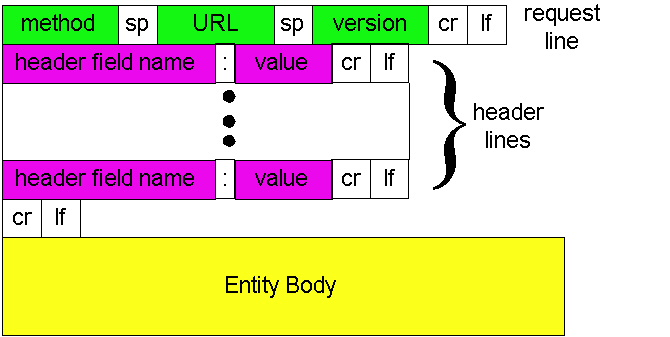 method sp URL sp version cr lf request line
header field name : value cr lf
header lines
header field name : value cr lf
cr lf
Entity Body